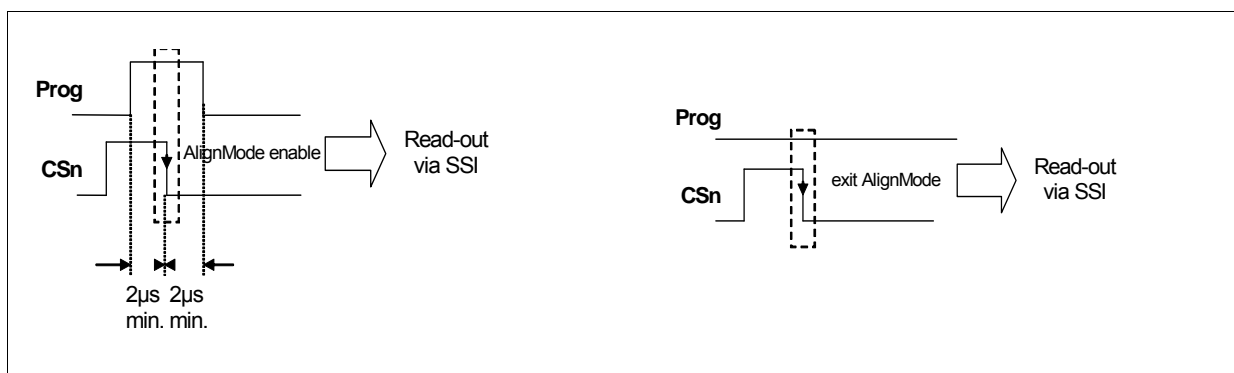 Prog
CSn
AlignMode enable
Read-out
via SSI
2µs 2µs
min. min.
Prog
CSn
exit AlignMode
Read-out
via SSI